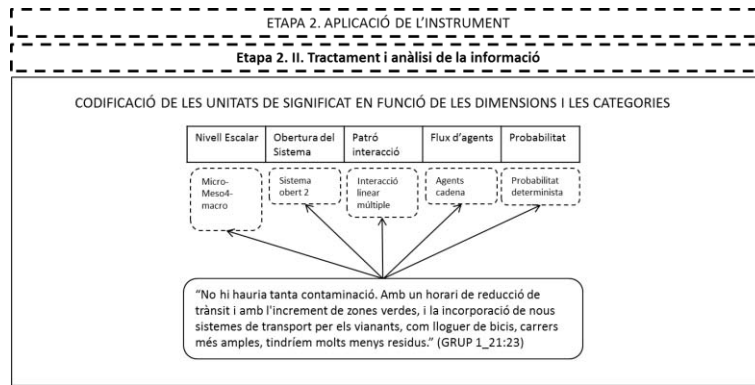 ETAPA 2. APLICACIÓ DE L'INSTRUMENT
Etapa 2. II. Tractament i anàlisi de la informació
CODIFICACIÓ DE LES UNITATS DE SIGNIFICAT EN FUNCIÓ DE LES DIMENSIONS I LES CATEGORIES
Nivell Escalar
Obertura del
Sistema
Patró
interacció
Flux d'agents
Probabilitat
Micro-
Meso4-
macro
Sistema
obert 2
Interacció
linear
múltiple
Agents
cadena
Probabilitat
determinista
"No hi hauria tanta contaminació. Amb un horari de reducció de
trànsit i amb l'increment de zones verdes, i la incorporació de nous
sistemes de transport per els vianants, com lloguer de bicis, carrers
més amples, tindríem molts menys residus." (GRUP 1_21:23)